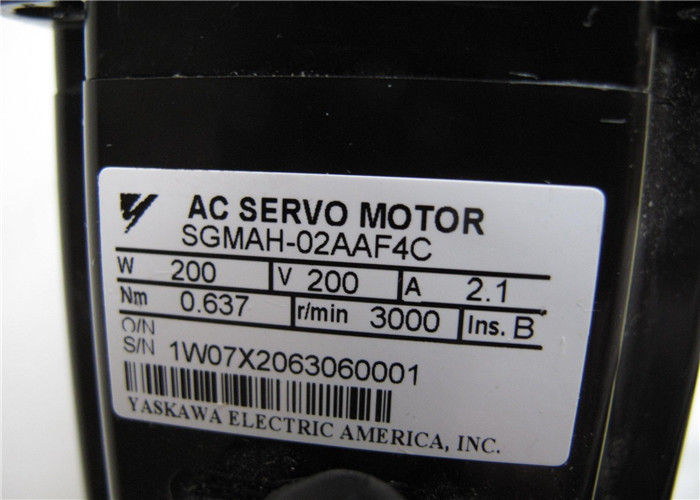 AC SERVO MOTOR
SGMAH-02AAF4C
W 200 V 200 A 2.1
Nm 0.637 r/min 3000 Ins. B
O/N
S/N 1W07X2063060001
YASKAWA ELECTRIC AMERICA, INC.